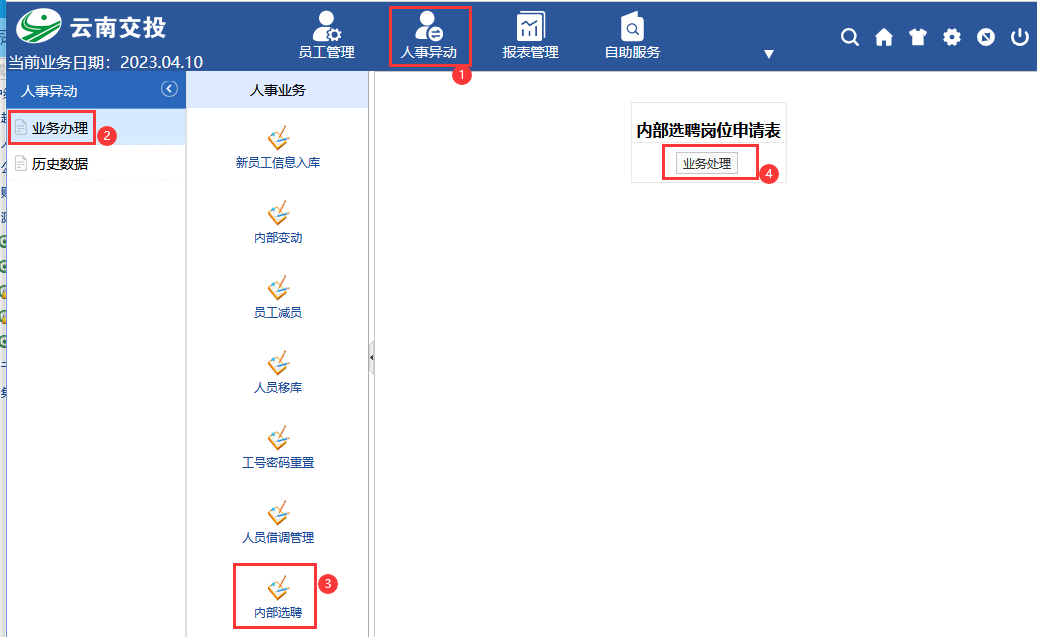 云南交投
当前业务日期：2023.04.10
员工管理
人事异动
报表管理
自助服务
1
人事异动
业务办理
2
历史数据
人事业务
新员工信息入库
内部变动
员工减员
人员移库
工号密码重置
人员借调管理
内部选聘
3
内部选聘岗位申请表
业务处理
4